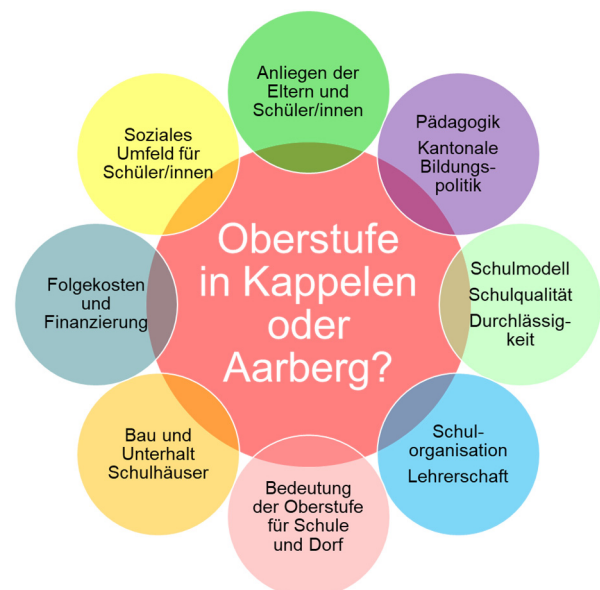 Anliegen der
Eltern und
Schüler/innen
Pädagogik
Kantonale
Bildungs-
politik
Schulmodell
Schulqualität
Durchlässig-
keit
Schul-
organisation
Lehrerschaft
Bedeutung
der Oberstufe
für Schule
und Dorf
Bau und
Unterhalt
Schulhäuser
Folgekosten
und
Finanzierung
Soziales
Umfeld für
Schüler/innen
Oberstufe
in Kappelen
oder
Aarberg?